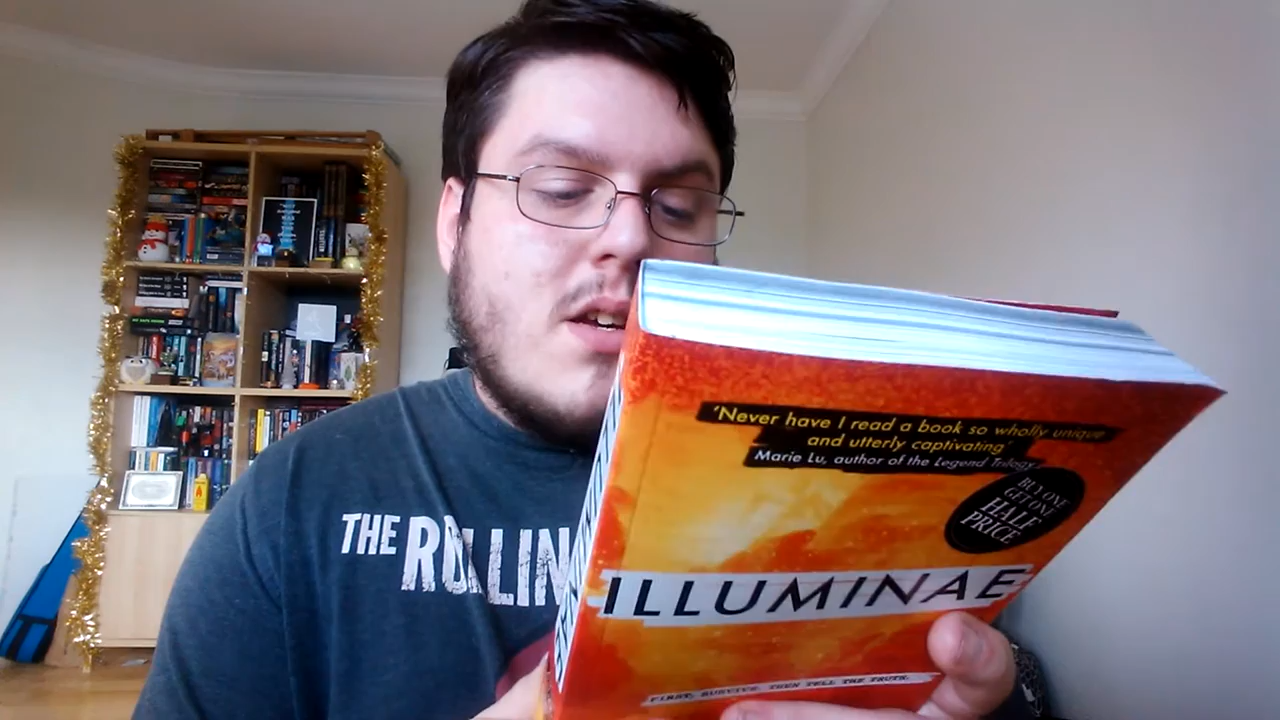 'Never have I read a book so wholly unique
and utterly captivating'
Marie Lu, author of the Legend Trilogy
BUY ONE
GET ONE
HALF
PRICE
THE ROLLIN
ILLUMINAE
FIRST, SURVIVE. THEN TELL THE TRUTH.